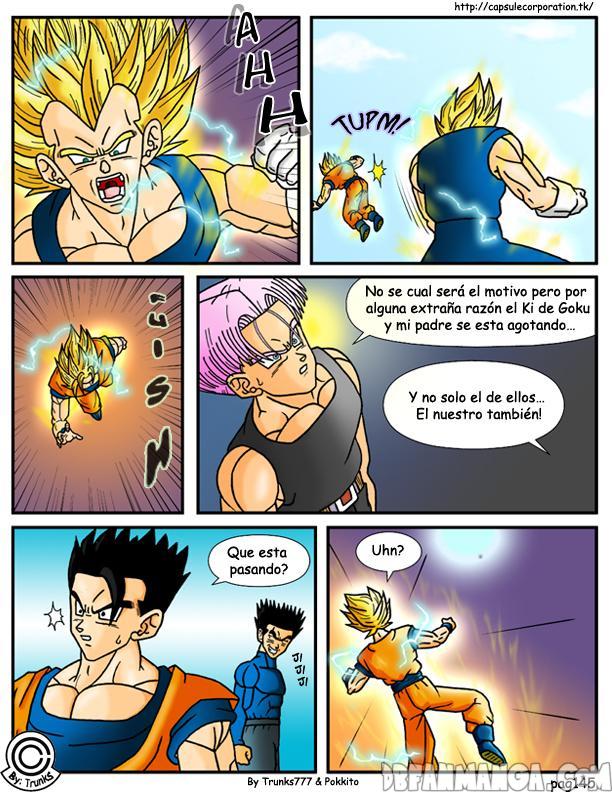 http://capsulecorporation.tk/
AHH
TUPM!
FUISH
No se cual será el motivo pero por
alguna extraña razón el Ki de Goku
y mi padre se esta agotando...
Y no solo el de ellos...
El nuestro también!
Que esta
pasando?
JI
JI
JI
Uhn?
C
By: Trunks
By Trunks777 & Pokkito
DBFANMANGA.COM
pag145